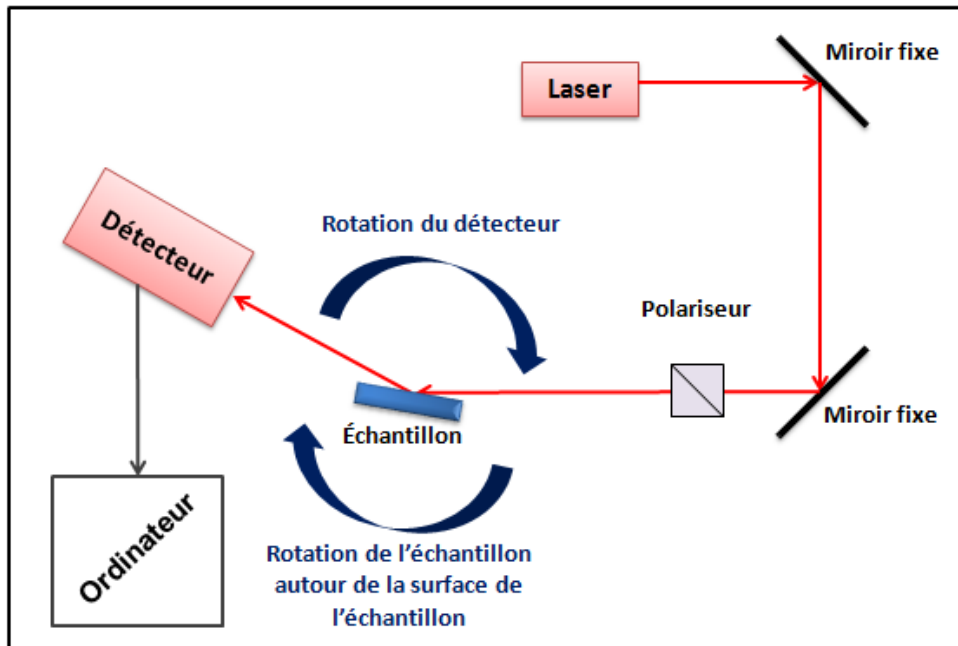 Miroir fixe
Laser
Détecteur
Rotation du détecteur
Polariseur
Miroir fixe
Échantillon
Ordinateur
Rotation de l'échantillon
autour de la surface de
l'échantillon